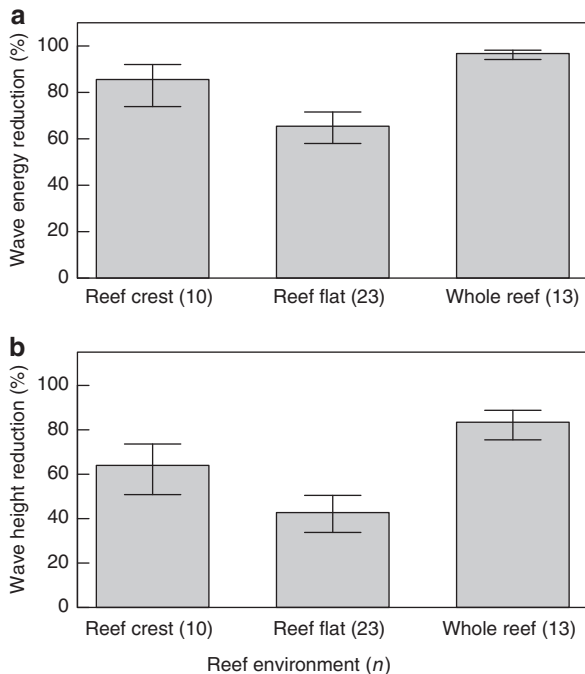 a
Wave energy reduction (%)
100
80
60
40
20
0
Reef crest (10) Reef flat (23) Whole reef (13)
b
Wave height reduction (%)
100
80
60
40
20
0
Reef crest (10) Reef flat (23) Whole reef (13)
Reef environment (n)